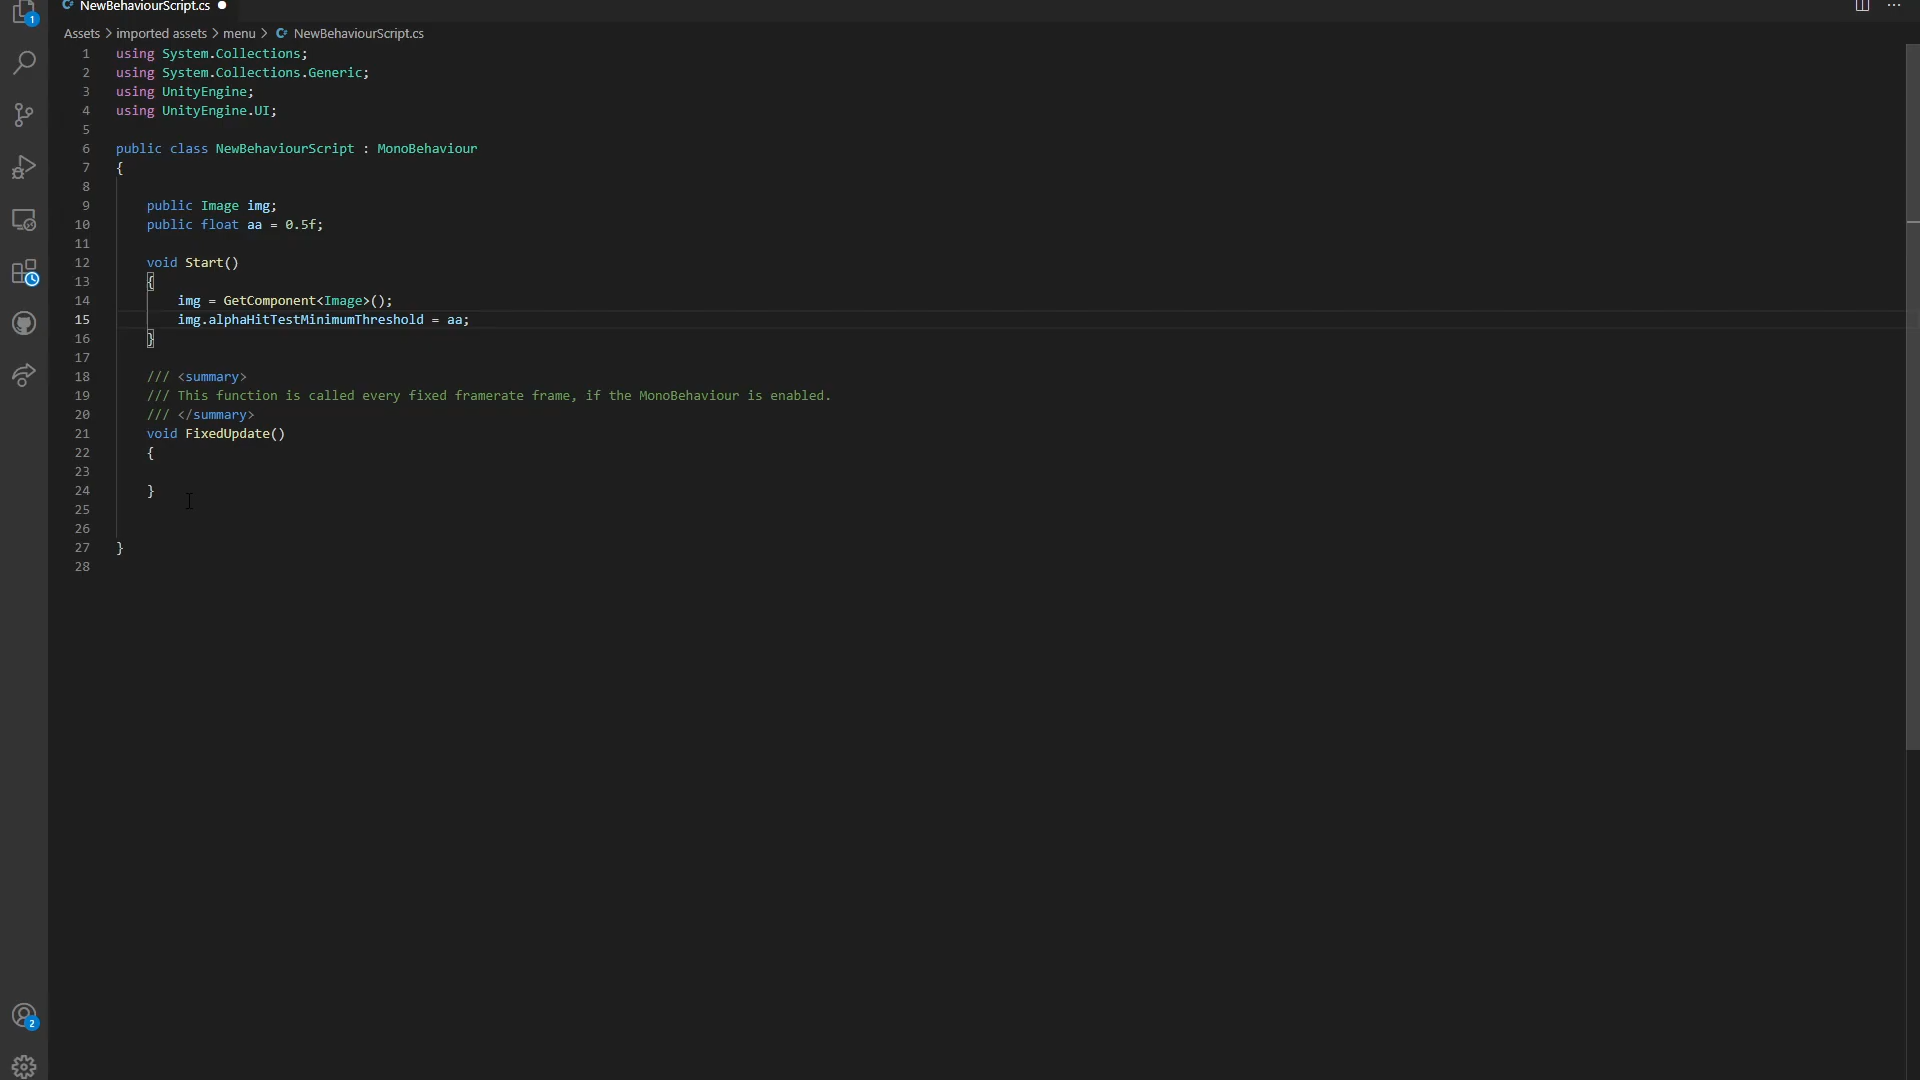 NewBehaviourScript.cs
Assets > imported assets > menu > NewBehaviourScript.cs
1 using System.Collections;
2 using System.Collections.Generic;
3 using UnityEngine;
4 using UnityEngine.UI;
5
6 public class NewBehaviourScript : MonoBehaviour
7 {
8
9 public Image img;
10 public float aa = 0.5f;
11
12 void Start()
13 {
14 img = GetComponent<Image>();
15 img.alphaHitTestMinimumThreshold = aa;
16 }
17
18 /// <summary>
19 /// This function is called every fixed framerate frame, if the MonoBehaviour is enabled.
20 /// </summary>
21 void FixedUpdate()
22 {
23
24 }
25
26
27 }
28
1
2